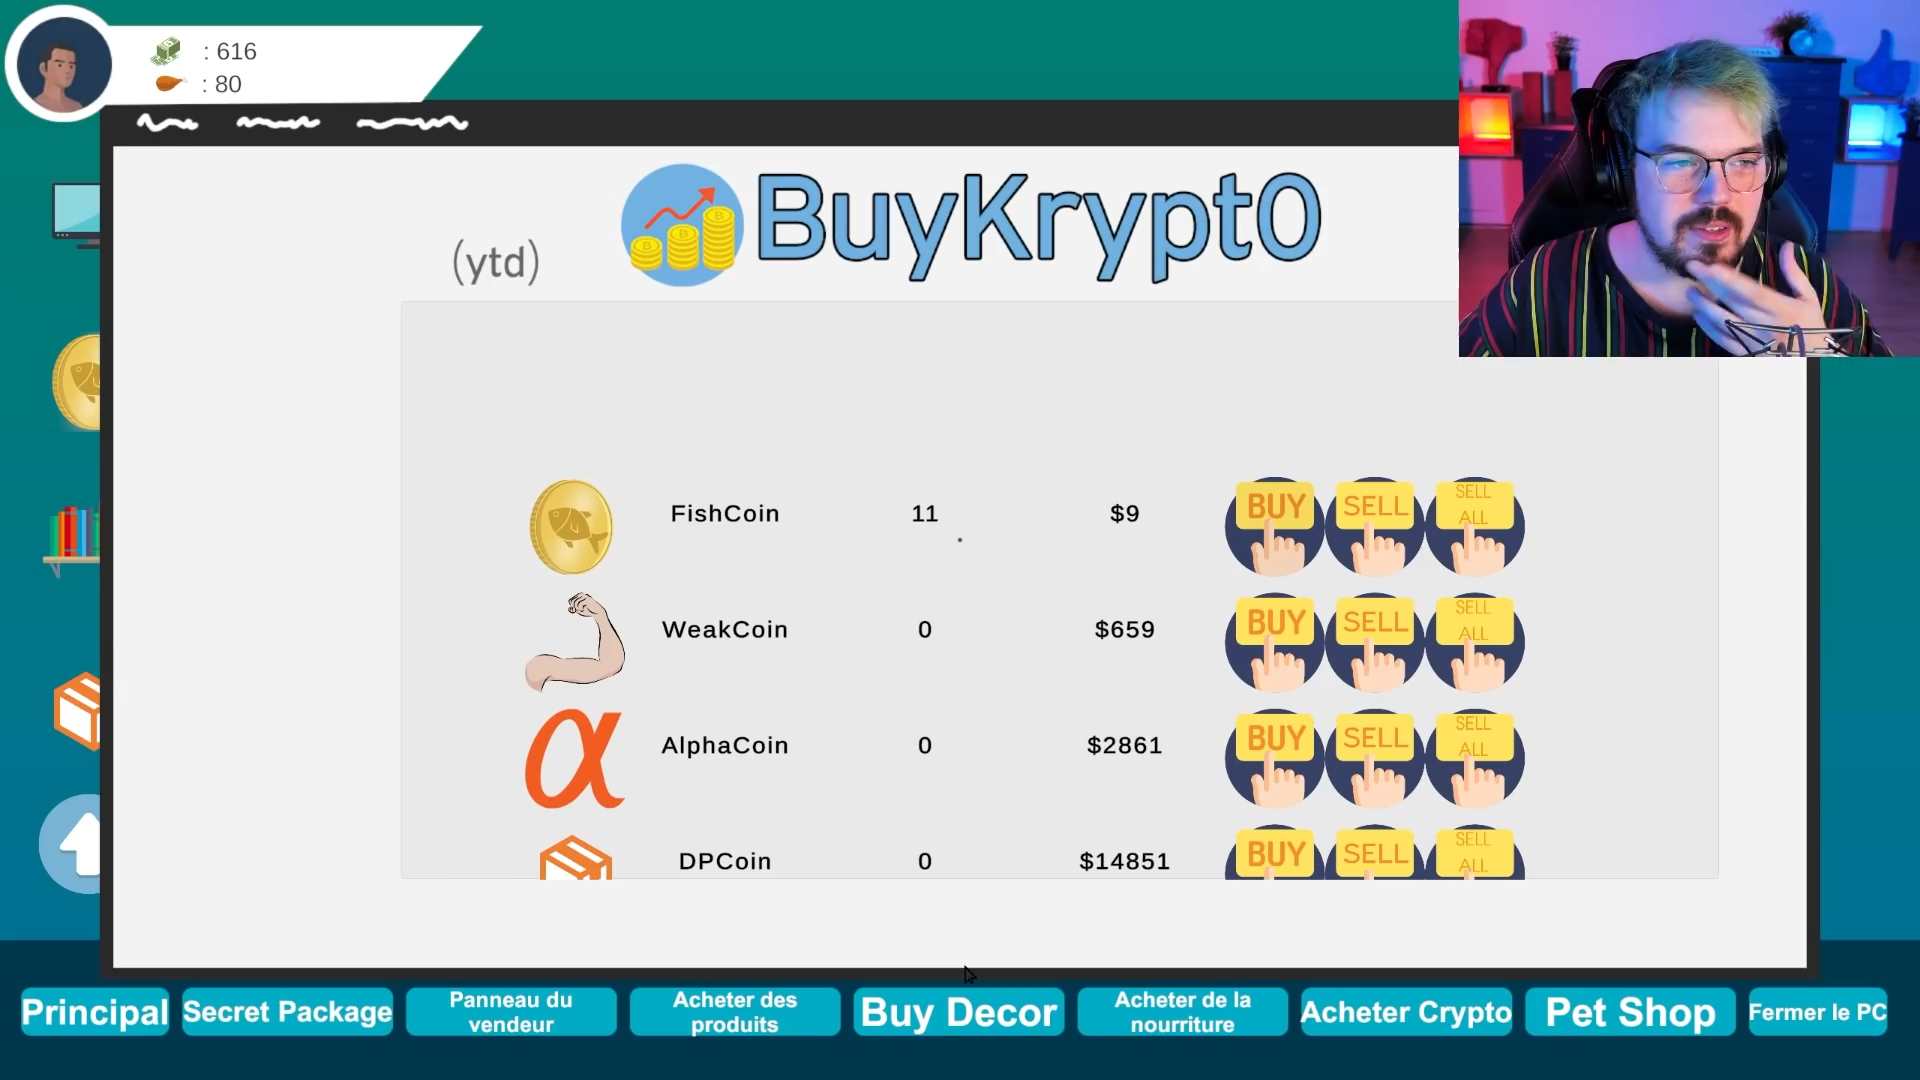 : 616
: 80
BuyKrypt0
(ytd)
FishCoin 11 $9 BUY SELL SELL ALL
WeakCoin 0 $659 BUY SELL SELL ALL
AlphaCoin 0 $2861 BUY SELL SELL ALL
DPCoin 0 $14851 BUY SELL SELL ALL
Principal
Secret Package
Panneau du
vendeur
Acheter des
produits
Buy Decor
Acheter de la
nourriture
Acheter Crypto
Pet Shop
Fermer le PC